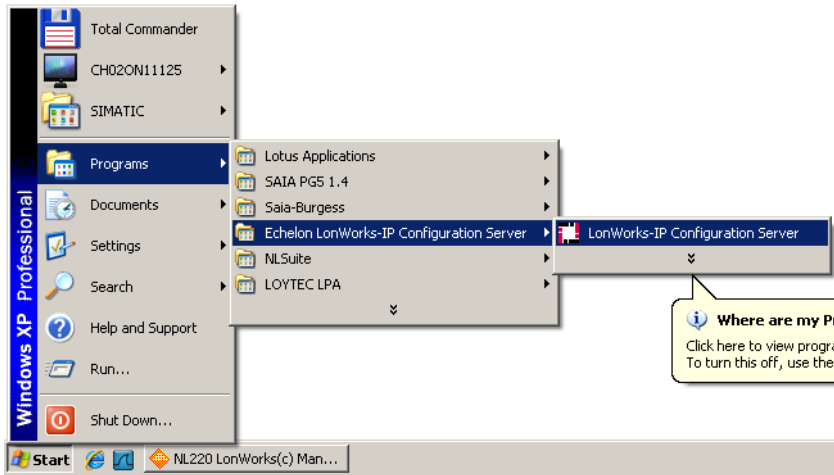 Total Commander
CH02ON11125
SIMATIC
Programs
Documents
Settings
Search
Help and Support
Run...
Shut Down...
Windows XP Professional
Lotus Applications
SAIA PG5 1.4
Saia-Burgess
Echelon LonWorks-IP Configuration Server
NLSuite
LOYTEC LPA
LonWorks-IP Configuration Server
Where are my P
Click here to view progra
To turn this off, use the
Start
NL220 LonWorks(c) Man...